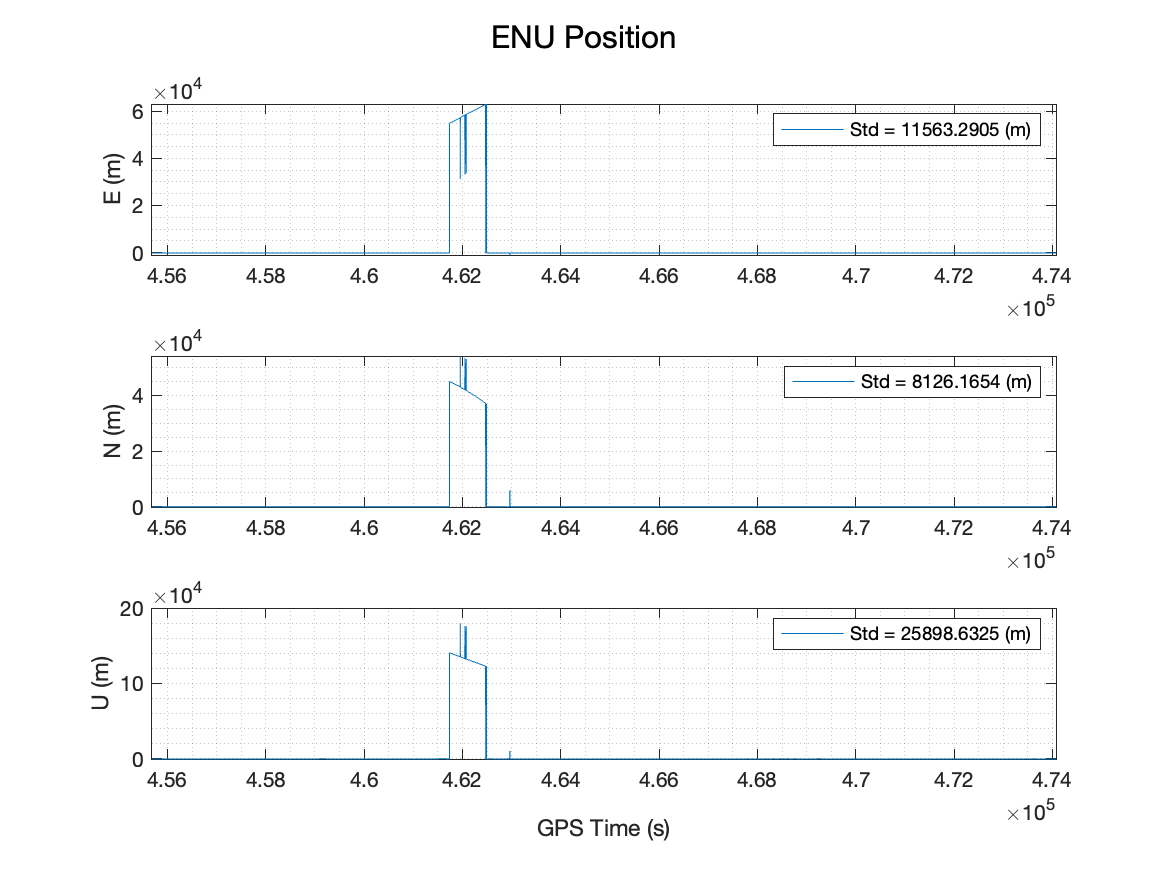 ENU Position
×10^4
6
4
2
0
E (m)
Std = 11563.2905 (m)
4.56 4.58 4.6 4.62 4.64 4.66 4.68 4.7 4.72 4.74
×10^5
×10^4
4
2
0
N (m)
Std = 8126.1654 (m)
4.56 4.58 4.6 4.62 4.64 4.66 4.68 4.7 4.72 4.74
×10^5
×10^4
20
10
0
U (m)
Std = 25898.6325 (m)
4.56 4.58 4.6 4.62 4.64 4.66 4.68 4.7 4.72 4.74
×10^5
GPS Time (s)